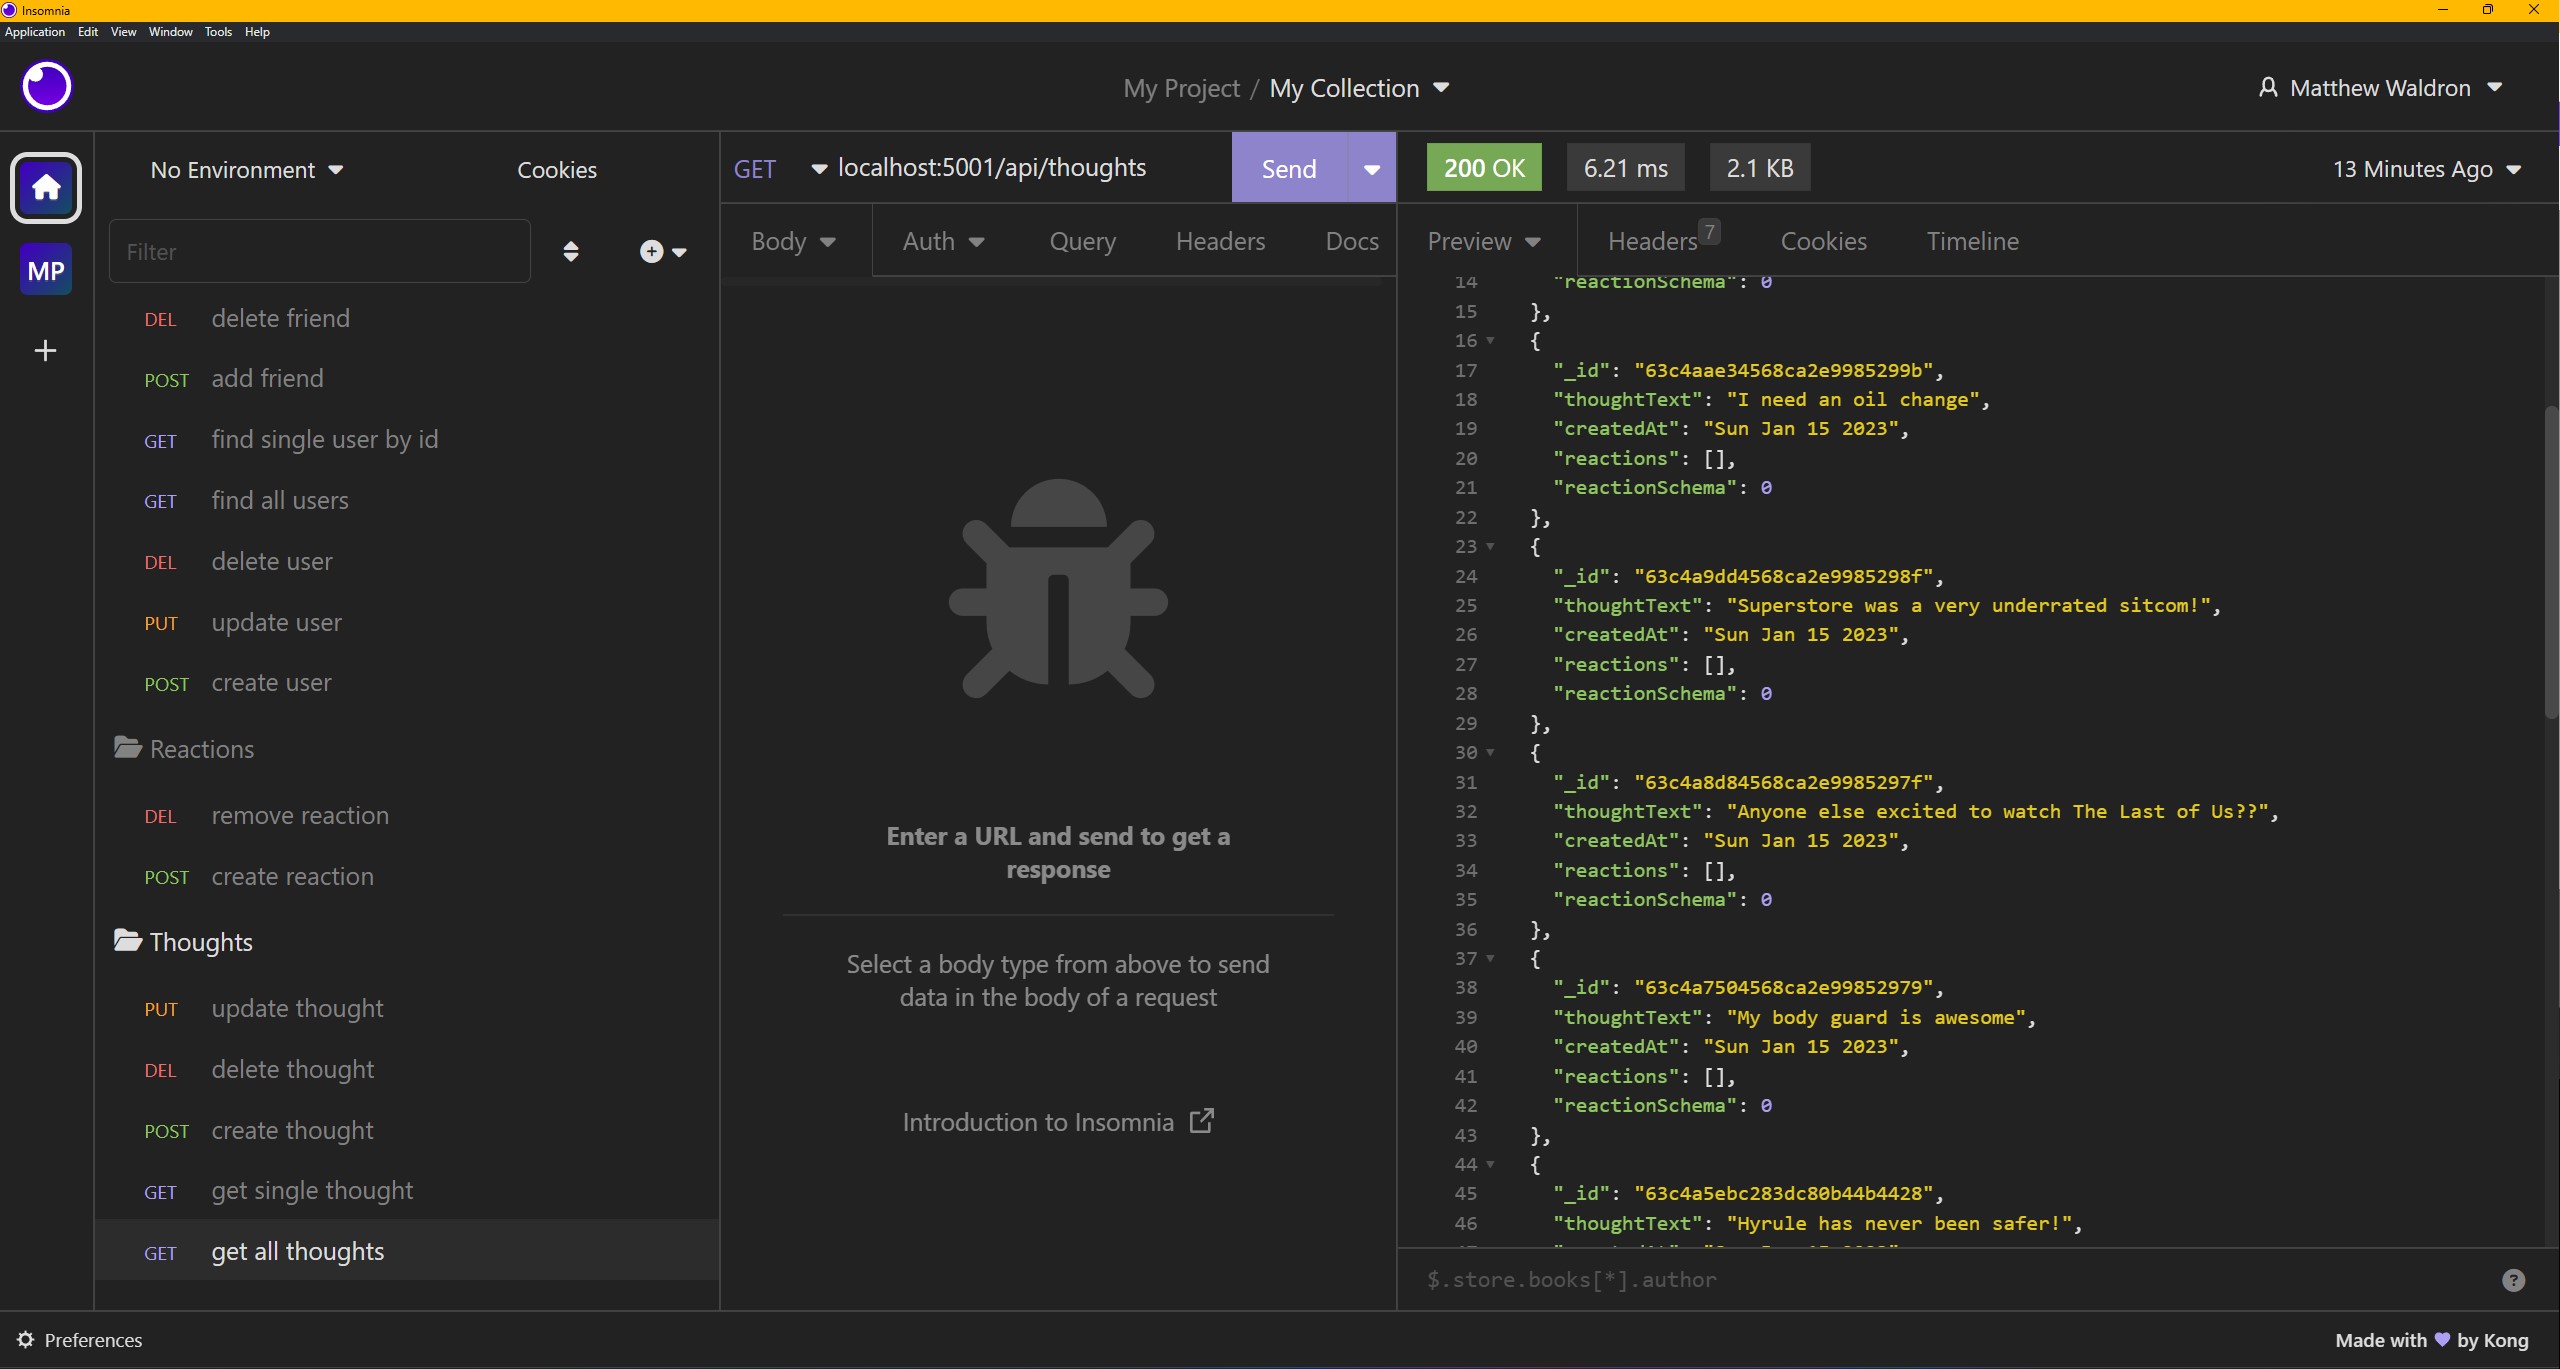 Insomnia
Application Edit View Window Tools Help
My Project / My Collection
Matthew Waldron
No Environment
Cookies
Filter
MP
DEL delete friend
POST add friend
GET find single user by id
GET find all users
DEL delete user
PUT update user
POST create user
Reactions
DEL remove reaction
POST create reaction
Thoughts
PUT update thought
DEL delete thought
POST create thought
GET get single thought
GET get all thoughts
GET localhost:5001/api/thoughts Send
Body Auth Query Headers Docs
Enter a URL and send to get a
response
Select a body type from above to send
data in the body of a request
Introduction to Insomnia
200 OK 6.21 ms 2.1 KB 13 Minutes Ago
Preview Headers 7 Cookies Timeline
14 "reactionSchema": 0
15 },
16 {
17 "_id": "63c4aae34568ca2e9985299b",
18 "thoughtText": "I need an oil change",
19 "createdAt": "Sun Jan 15 2023",
20 "reactions": [],
21 "reactionSchema": 0
22 },
23 {
24 "_id": "63c4a9dd4568ca2e9985298f",
25 "thoughtText": "Superstore was a very underrated sitcom!",
26 "createdAt": "Sun Jan 15 2023",
27 "reactions": [],
28 "reactionSchema": 0
29 },
30 {
31 "_id": "63c4a8d84568ca2e9985297f",
32 "thoughtText": "Anyone else excited to watch The Last of Us??",
33 "createdAt": "Sun Jan 15 2023",
34 "reactions": [],
35 "reactionSchema": 0
36 },
37 {
38 "_id": "63c4a7504568ca2e99852979",
39 "thoughtText": "My body guard is awesome",
40 "createdAt": "Sun Jan 15 2023",
41 "reactions": [],
42 "reactionSchema": 0
43 },
44 {
45 "_id": "63c4a5ebc283dc80b44b4428",
46 "thoughtText": "Hyrule has never been safer!",
$.store.books[*].author
Preferences
Made with by Kong